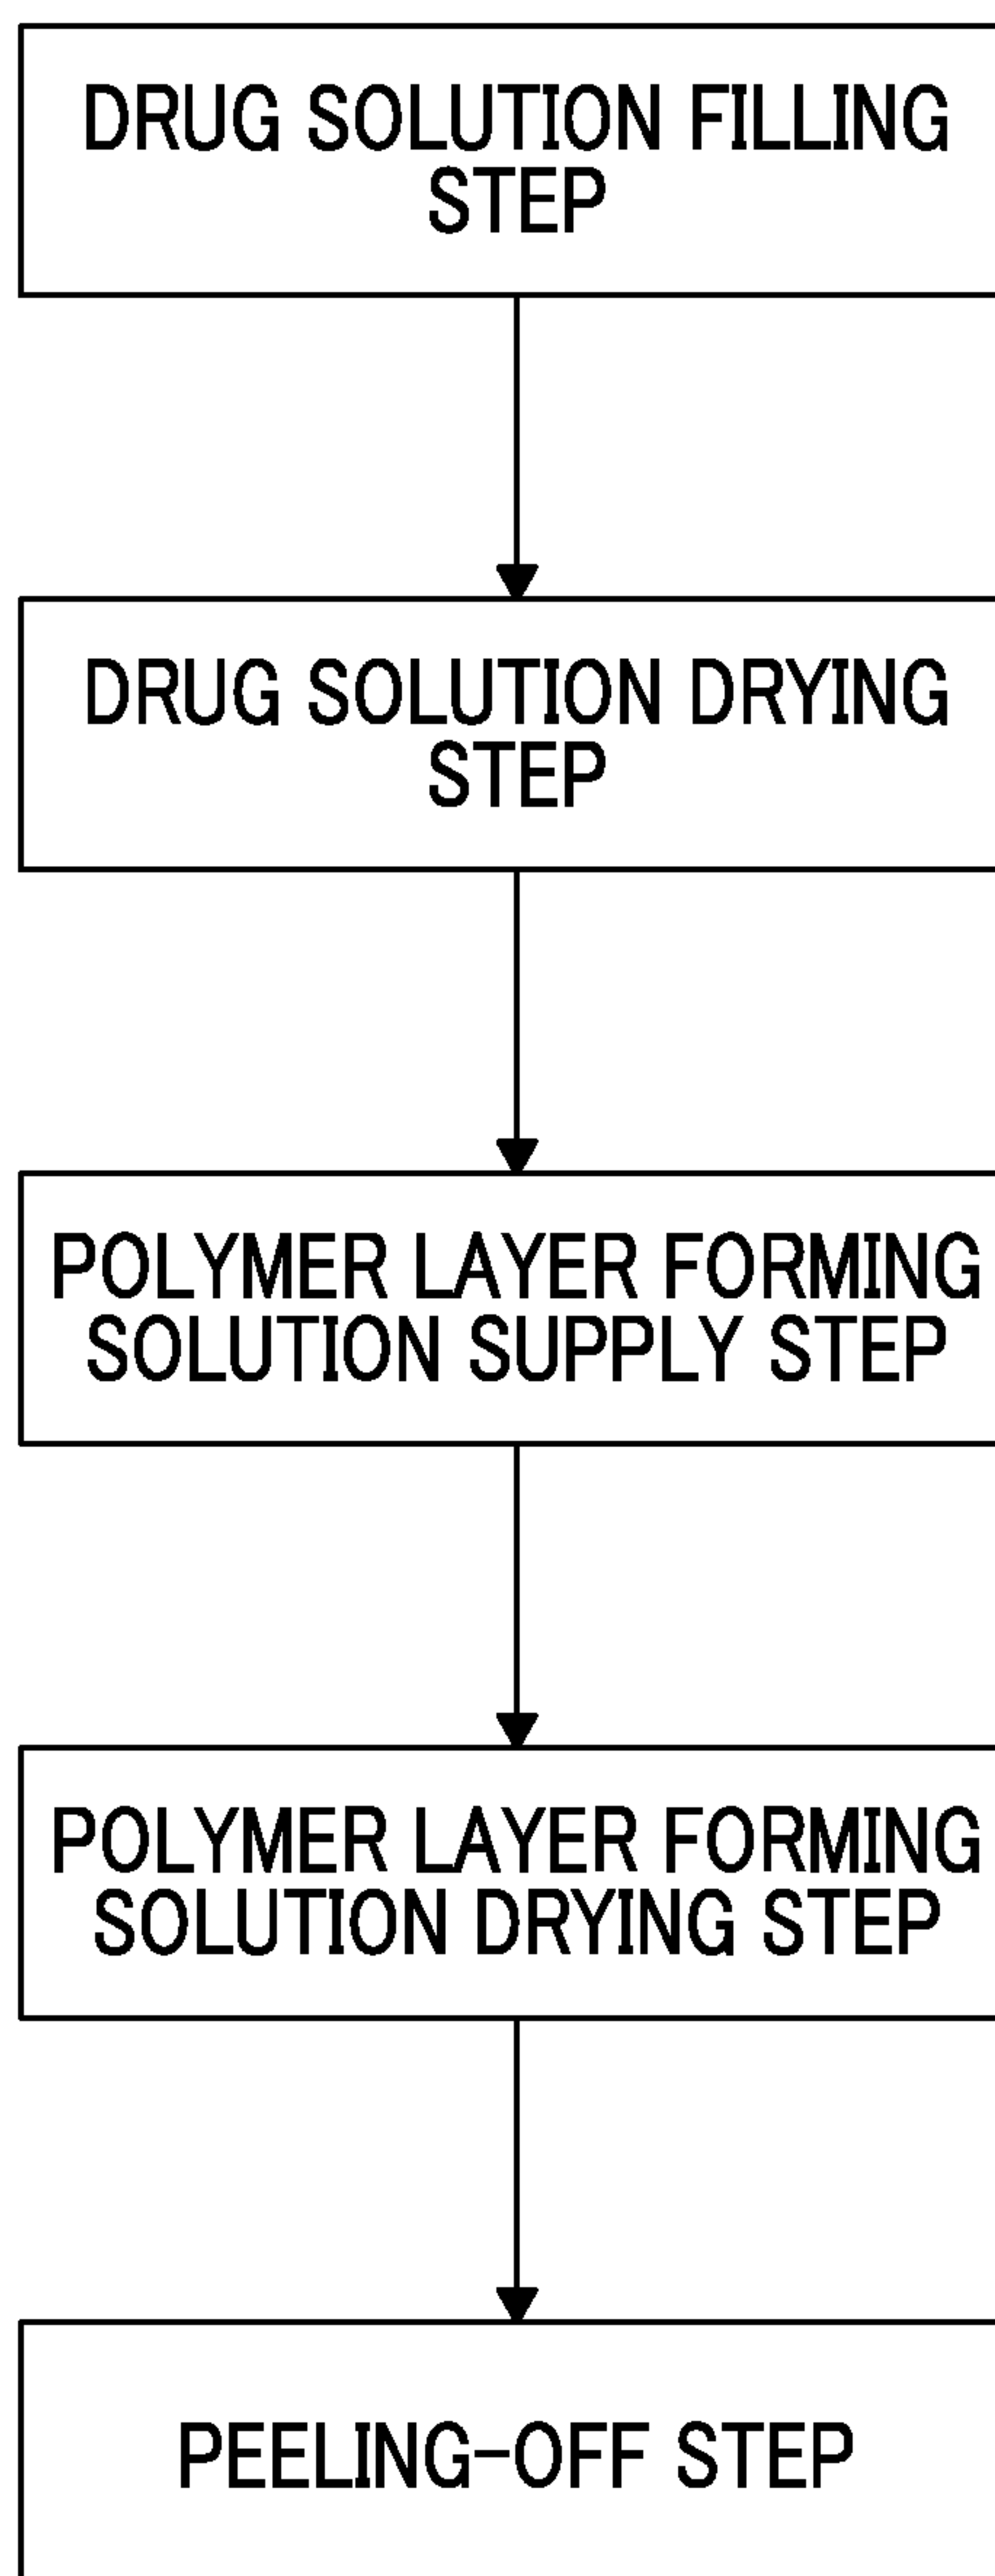 DRUG SOLUTION FILLING
STEP
DRUG SOLUTION DRYING
STEP
POLYMER LAYER FORMING
SOLUTION SUPPLY STEP
POLYMER LAYER FORMING
SOLUTION DRYING STEP
PEELING-OFF STEP